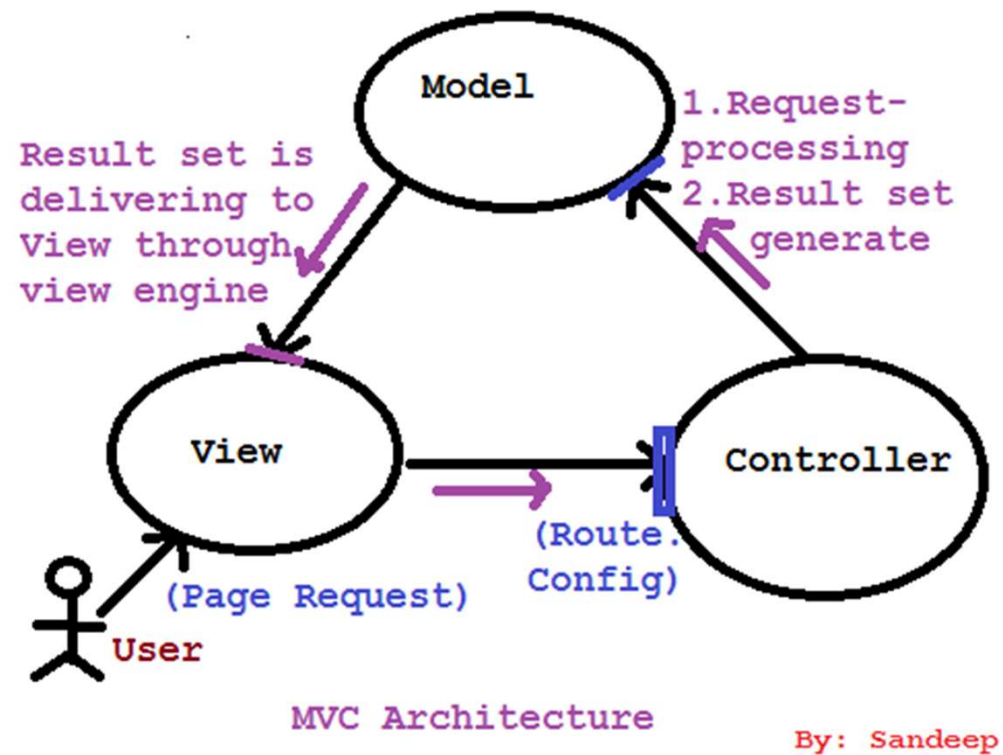 Model
1.Request-
processing
2.Result set
generate
Result set is
delivering to
View through
view engine
View
Controller
(Route.
Config)
(Page Request)
User
MVC Architecture
By: Sandeep